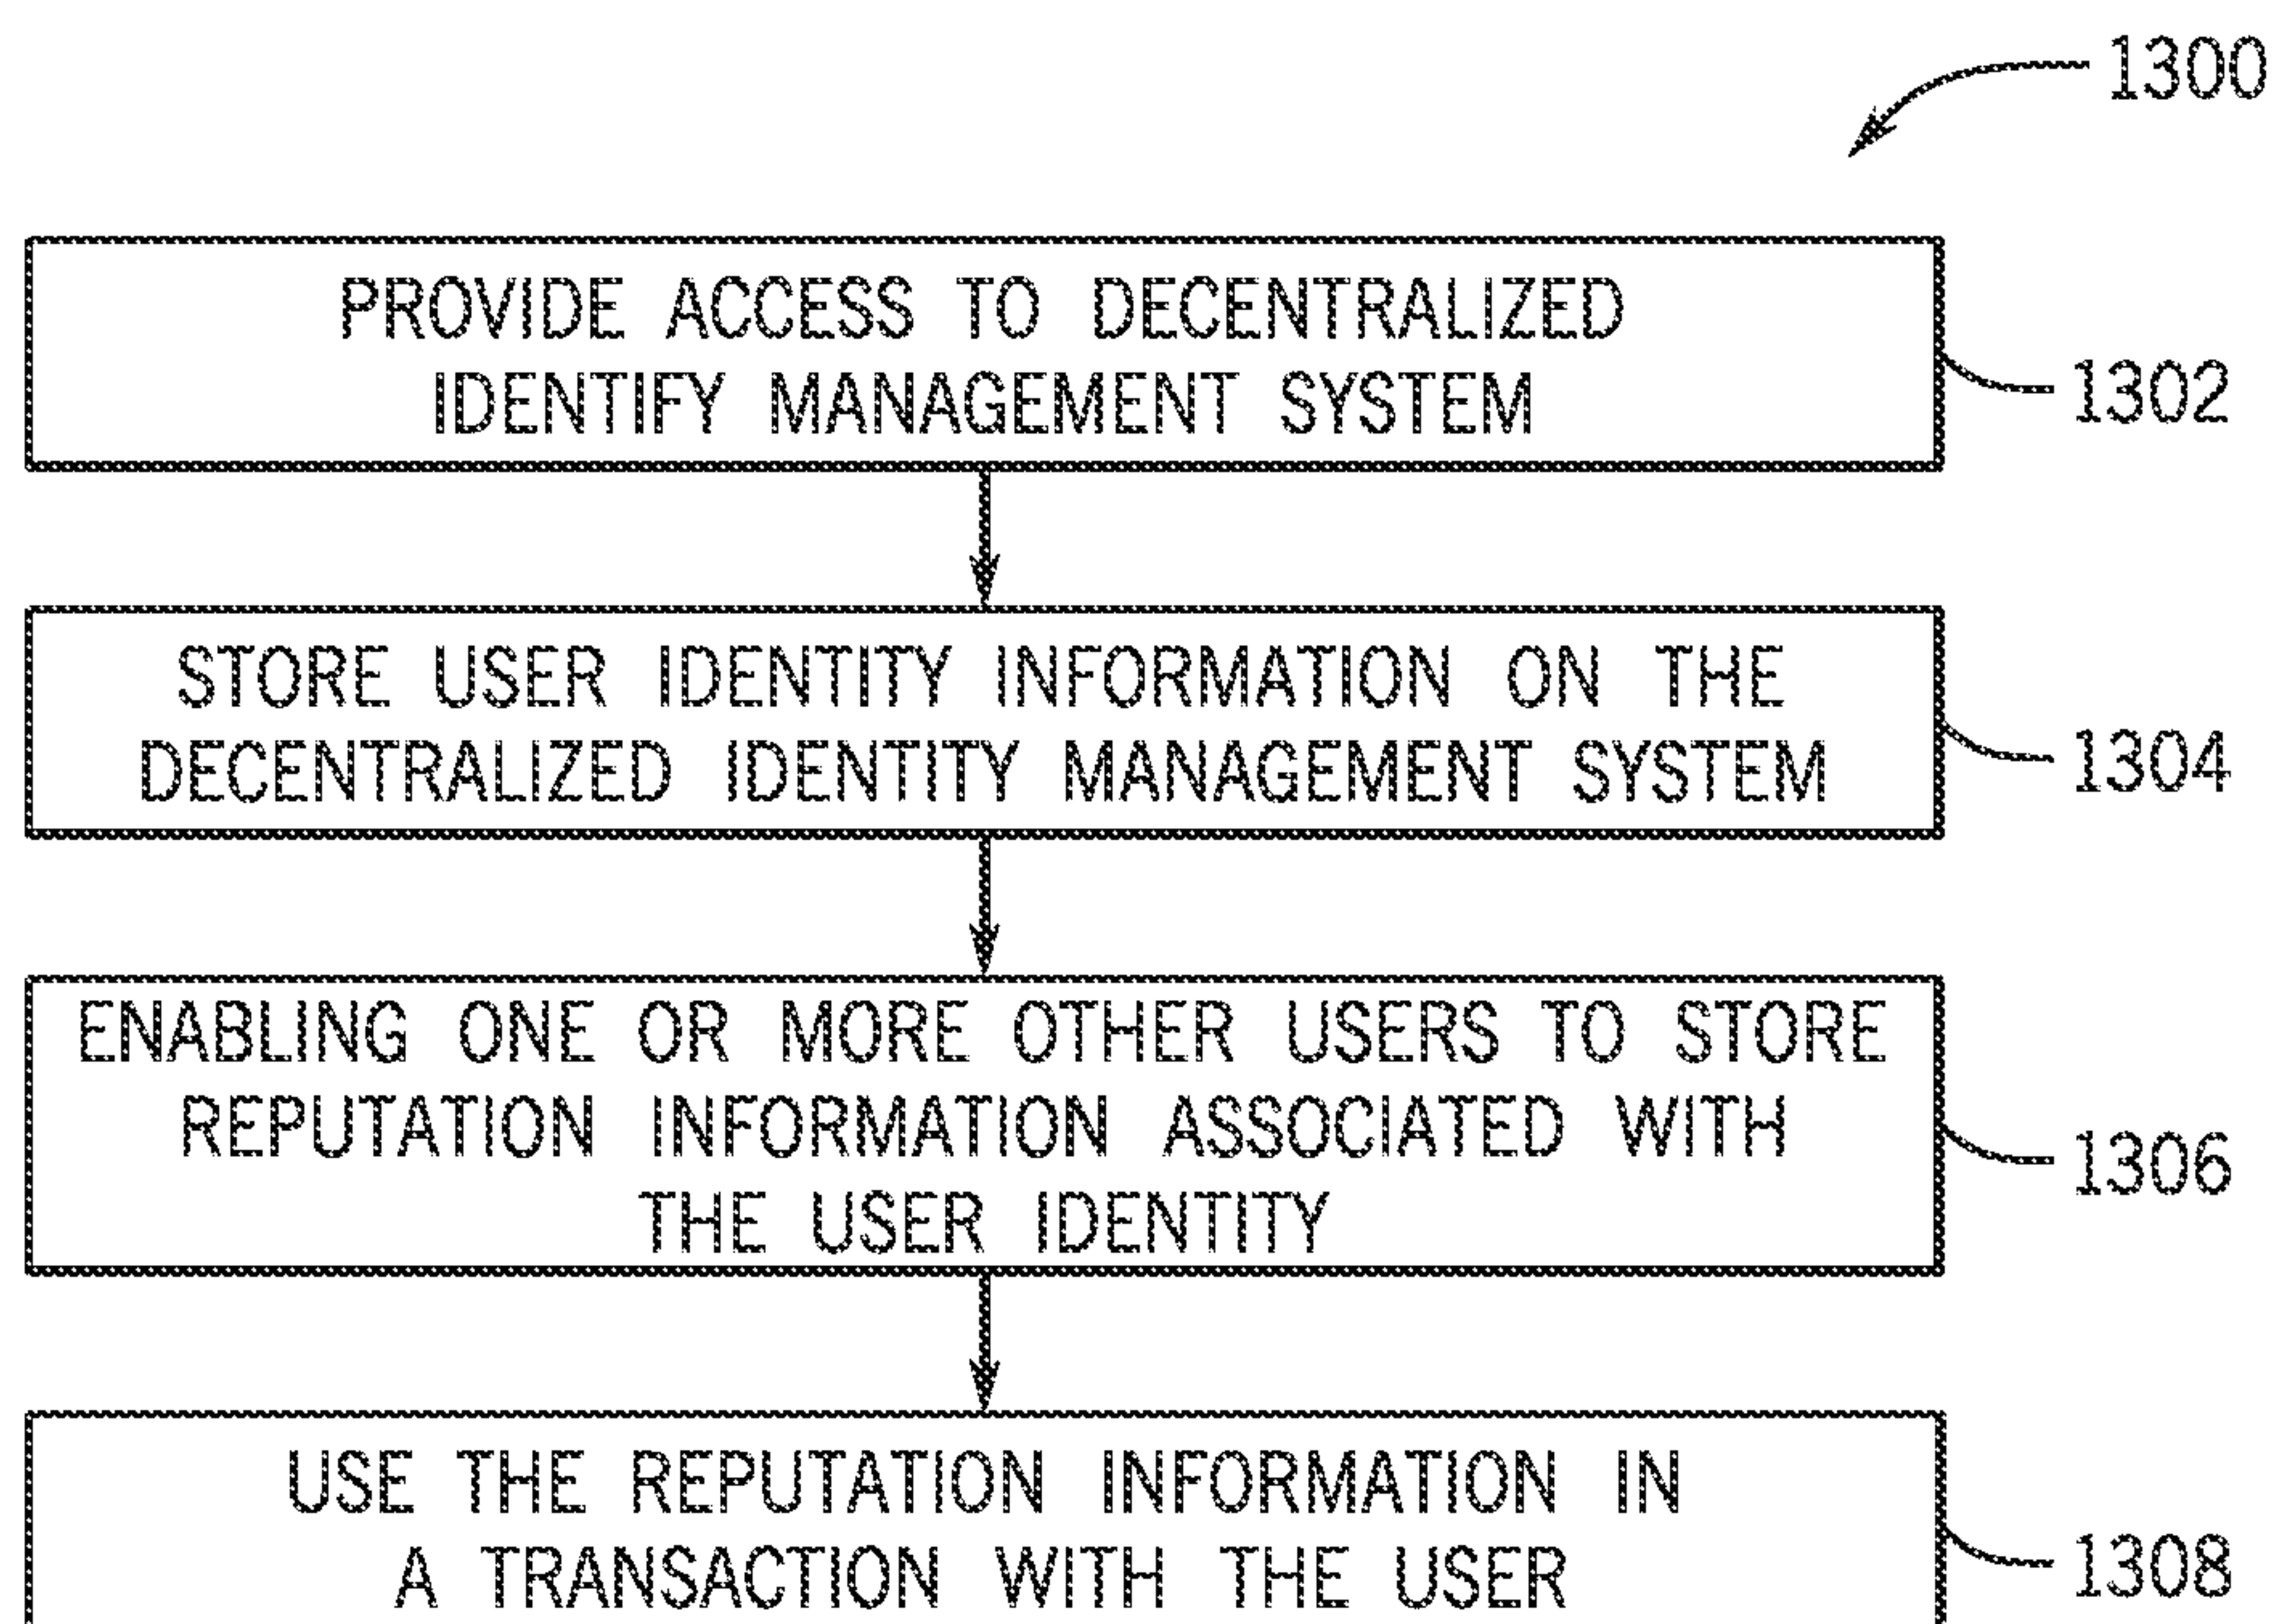 1300
PROVIDE ACCESS TO DECENTRALIZED
IDENTIFY MANAGEMENT SYSTEM
1302
STORE USER IDENTITY INFORMATION ON THE
DECENTRALIZED IDENTITY MANAGEMENT SYSTEM
1304
ENABLING ONE OR MORE OTHER USERS TO STORE
REPUTATION INFORMATION ASSOCIATED WITH
THE USER IDENTITY
1306
USE THE REPUTATION INFORMATION IN
A TRANSACTION WITH THE USER
1308